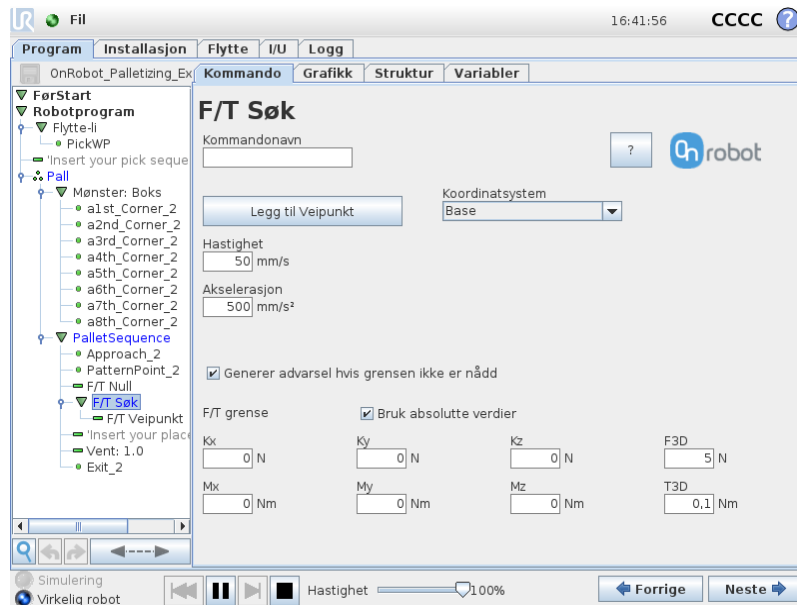 Fil
16:41:56
CCCC
?
Program Installasjon Flytte I/U Logg
OnRobot_Palletizing_Ex
Kommando Grafikk Struktur Variabler
FørStart
Robotprogram
Flytte-li
PickWP
'Insert your pick seque
Pall
Mønster: Boks
a1st_Corner_2
a2nd_Corner_2
a3rd_Corner_2
a4th_Corner_2
a5th_Corner_2
a6th_Corner_2
a7th_Corner_2
a8th_Corner_2
PalletSequence
Approach_2
PatternPoint_2
F/T Null
F/T Søk
F/T Veipunkt
'Insert your place
Vent: 1.0
Exit_2
F/T Søk
Kommandonavn
?
On robot
Legg til Veipunkt
Koordinatsystem
Base
Hastighet
50 mm/s
Akselerasjon
500 mm/s²
Generer advarsel hvis grensen ikke er nådd
F/T grense
Bruk absolutte verdier
Kx Ky Kz F3D
0 N 0 N 0 N 5 N
Mx My Mz T3D
0 Nm 0 Nm 0 Nm 0,1 Nm
Simulering
Virkelig robot
Hastighet 100%
Forrige Neste